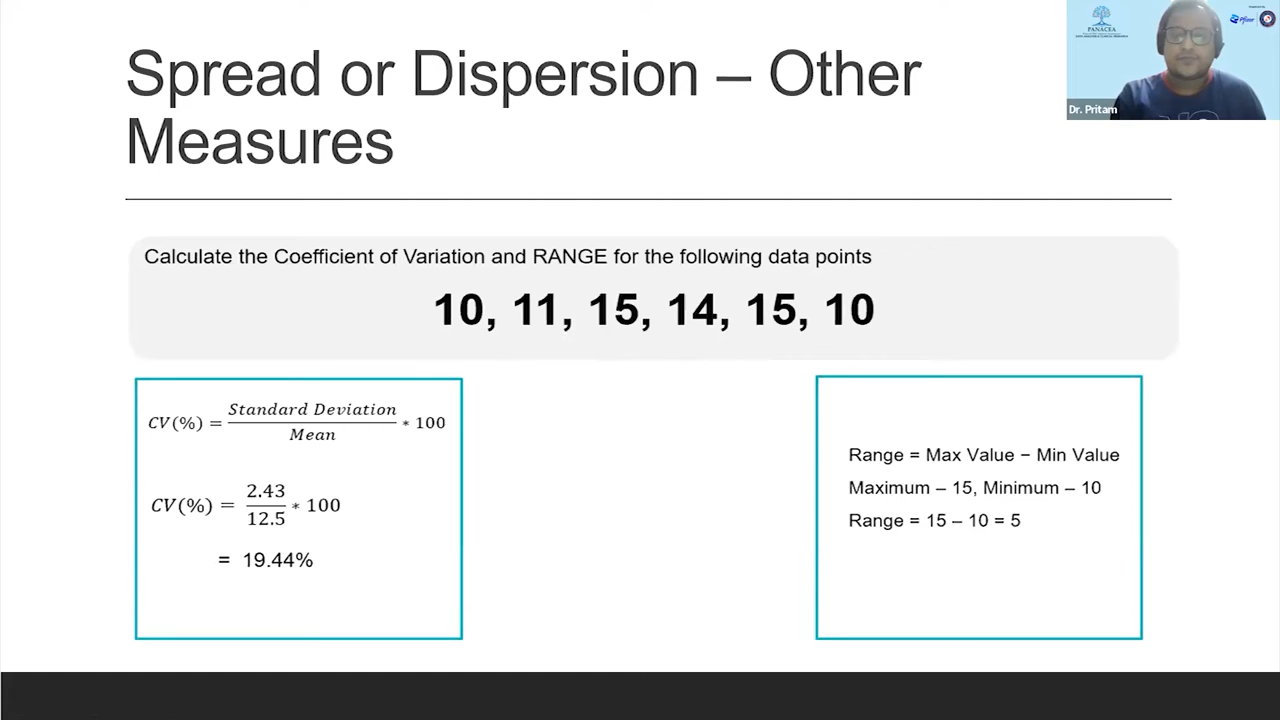 Spread or Dispersion – Other
Measures
PANACEA
Pfizer
Dr. Pritam
Calculate the Coefficient of Variation and RANGE for the following data points
10, 11, 15, 14, 15, 10
CV(%) = Standard Deviation / Mean * 100
CV(%) = 2.43 / 12.5 * 100
= 19.44%
Range = Max Value − Min Value
Maximum – 15, Minimum – 10
Range = 15 – 10 = 5